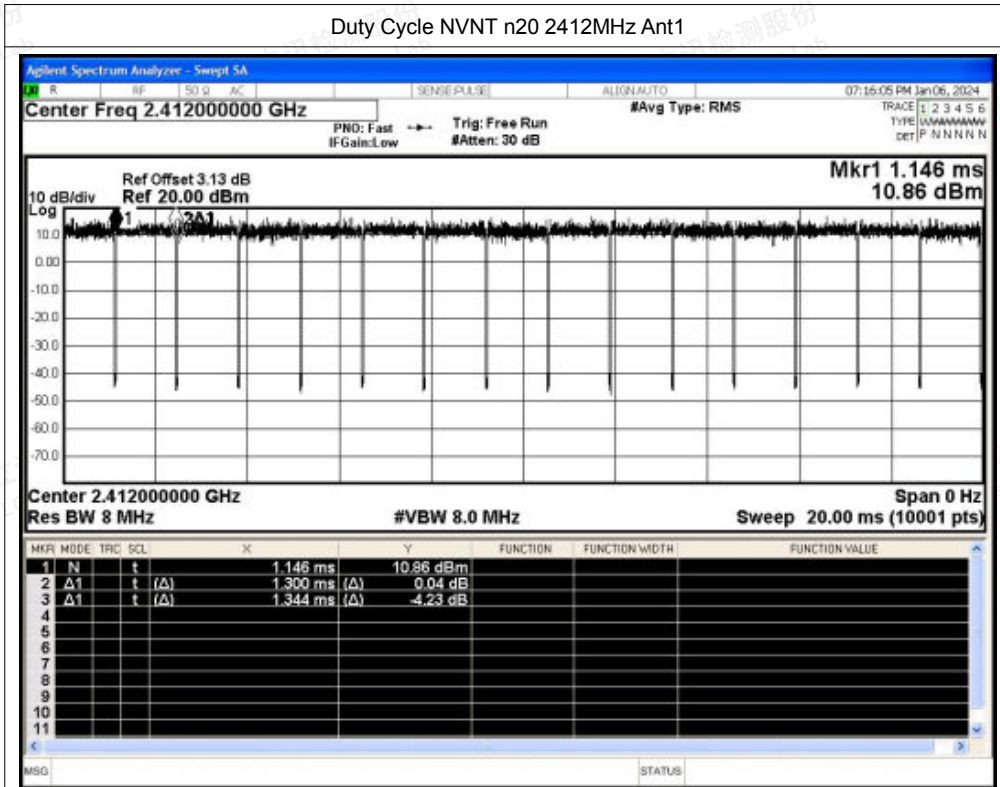 Duty Cycle NVNT n20 2412MHz Ant1
Agilent Spectrum Analyzer - Swept SA
R RF 50 Ω AC SENSE:PULSE ALIGN AUTO 07:16:05 PM Jan 06, 2024
Center Freq 2.412000000 GHz #Avg Type: RMS TRACE 1 2 3 4 5 6
PNO: Fast Trig: Free Run TYPE
IFGain:Low #Atten: 30 dB DET P N N N N N
Mkr1 1.146 ms
Ref Offset 3.13 dB
10 dB/div Ref 20.00 dBm 10.86 dBm
Log
1 2Δ1
10.0
0.00
-10.0
-20.0
-30.0
-40.0
-50.0
-60.0
-70.0
Center 2.412000000 GHz Span 0 Hz
Res BW 8 MHz #VBW 8.0 MHz Sweep 20.00 ms (10001 pts)
MKR MODE TRC SCL X Y FUNCTION FUNCTION WIDTH FUNCTION VALUE
1 N t 1.146 ms 10.86 dBm
2 Δ1 t (Δ) 1.300 ms (Δ) 0.04 dB
3 Δ1 t (Δ) 1.344 ms (Δ) -4.23 dB
4
5
6
7
8
9
10
11
MSG STATUS